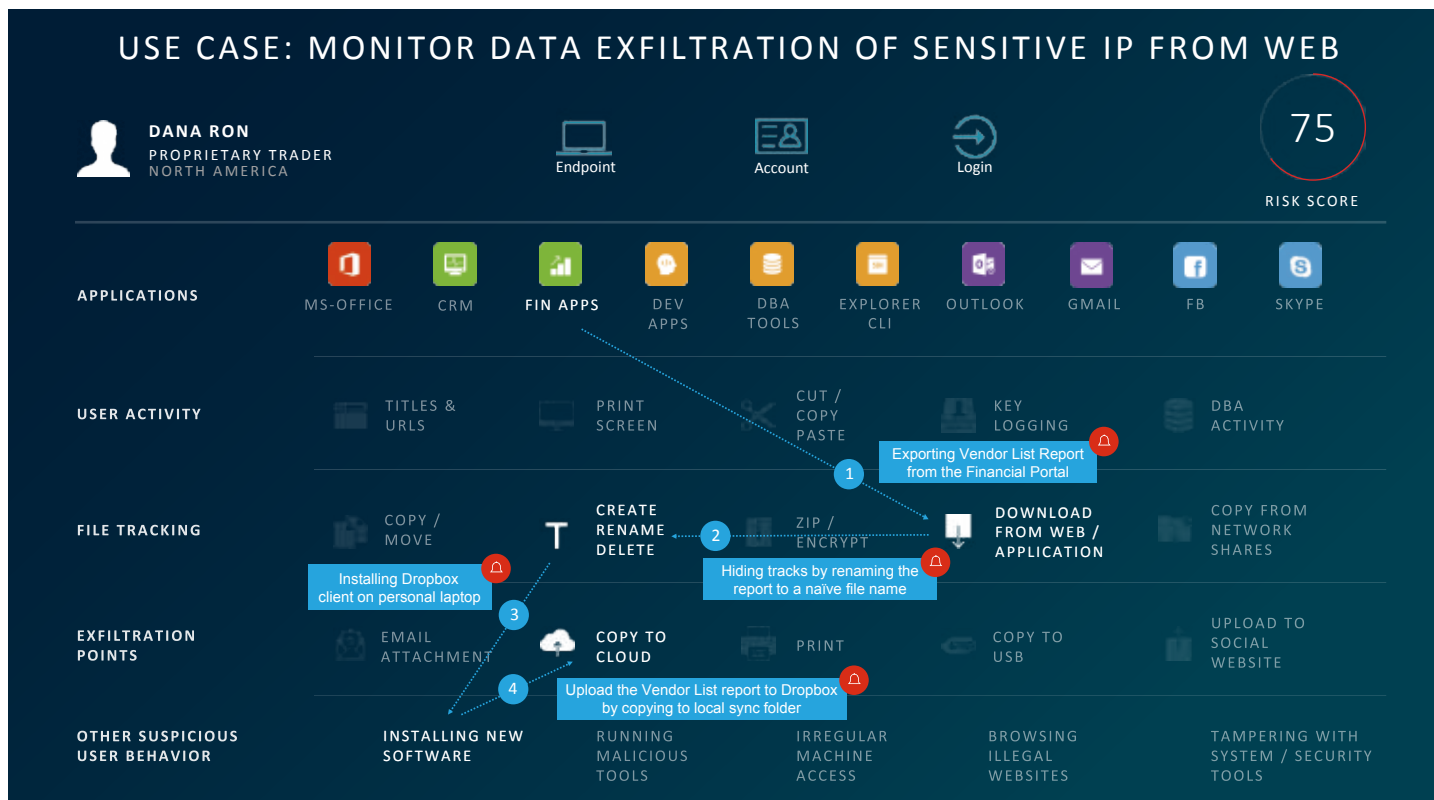 USE CASE: MONITOR DATA EXFILTRATION OF SENSITIVE IP FROM WEB
DANA RON
PROPRIETARY TRADER
NORTH AMERICA
Endpoint
Account
Login
75
RISK SCORE
APPLICATIONS
MS-OFFICE
CRM
FIN APPS
DEV
APPS
DBA
TOOLS
EXPLORER
CLI
OUTLOOK
GMAIL
FB
SKYPE
USER ACTIVITY
TITLES &
URLS
PRINT
SCREEN
CUT /
COPY
PASTE
KEY
LOGGING
DBA
ACTIVITY
1
Exporting Vendor List Report
from the Financial Portal
FILE TRACKING
COPY /
MOVE
T
CREATE
RENAME
DELETE
2
ZIP /
ENCRYPT
DOWNLOAD
FROM WEB /
APPLICATION
COPY FROM
NETWORK
SHARES
Installing Dropbox
client on personal laptop
Hiding tracks by renaming the
report to a naïve file name
3
EXFILTRATION
POINTS
EMAIL
ATTACHMENT
COPY TO
CLOUD
PRINT
COPY TO
USB
UPLOAD TO
SOCIAL
WEBSITE
4
Upload the Vendor List report to Dropbox
by copying to local sync folder
OTHER SUSPICIOUS
USER BEHAVIOR
INSTALLING NEW
SOFTWARE
RUNNING
MALICIOUS
TOOLS
IRREGULAR
MACHINE
ACCESS
BROWSING
ILLEGAL
WEBSITES
TAMPERING WITH
SYSTEM / SECURITY
TOOLS